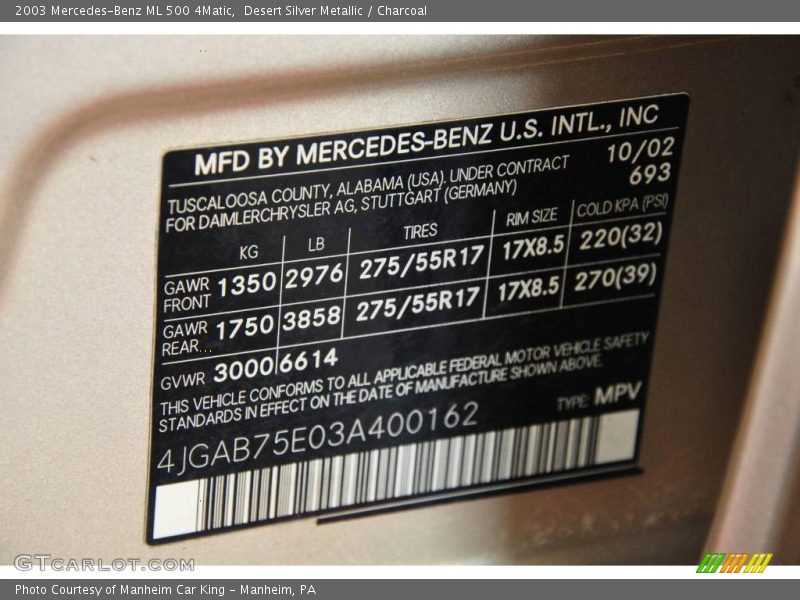 2003 Mercedes-Benz ML 500 4Matic,  Desert Silver Metallic / Charcoal
MFD BY MERCEDES-BENZ U.S. INTL., INC
TUSCALOOSA COUNTY, ALABAMA (USA). UNDER CONTRACT 10/02
FOR DAIMLERCHRYSLER AG, STUTTGART (GERMANY) 693
KG LB TIRES RIM SIZE COLD KPA (PSI)
GAWR FRONT 1350 2976 275/55R17 17X8.5 220(32)
GAWR REAR... 1750 3858 275/55R17 17X8.5 270(39)
GVWR 3000 6614
THIS VEHICLE CONFORMS TO ALL APPLICABLE FEDERAL MOTOR VEHICLE SAFETY
STANDARDS IN EFFECT ON THE DATE OF MANUFACTURE SHOWN ABOVE.
TYPE: MPV
4JGAB75E03A400162
GTCARLOT.COM
Photo Courtesy of Manheim Car King - Manheim, PA